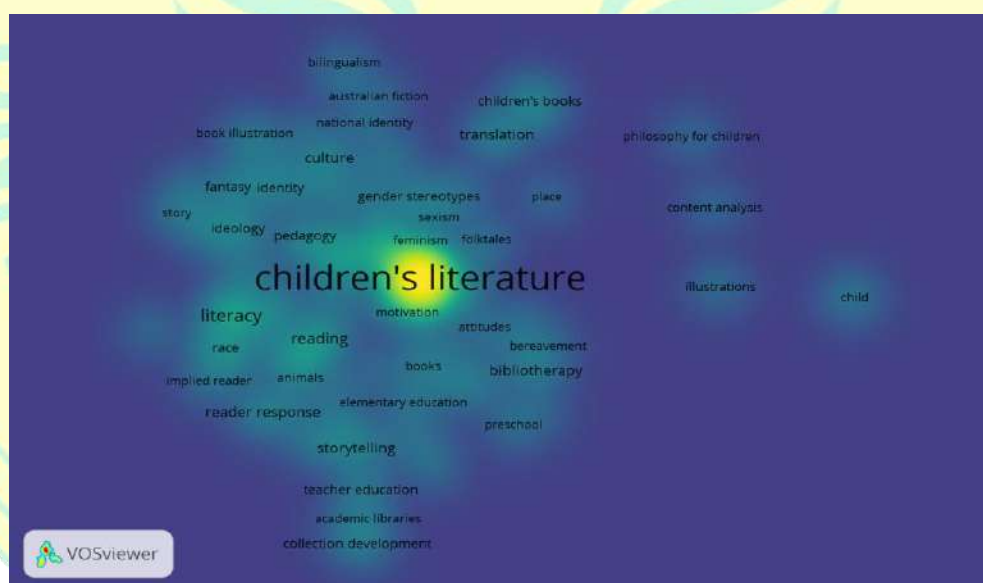 bilingualism
australian fiction
children's books
national identity
book illustration
translation
philosophy for children
culture
fantasy
identity
gender stereotypes
place
story
sexism
content analysis
ideology
pedagogy
feminism
folktales
children's literature
illustrations
child
motivation
literacy
attitudes
reading
race
bereavement
books
bibliotherapy
implied reader
animals
elementary education
reader response
preschool
storytelling
teacher education
academic libraries
collection development
VOSviewer